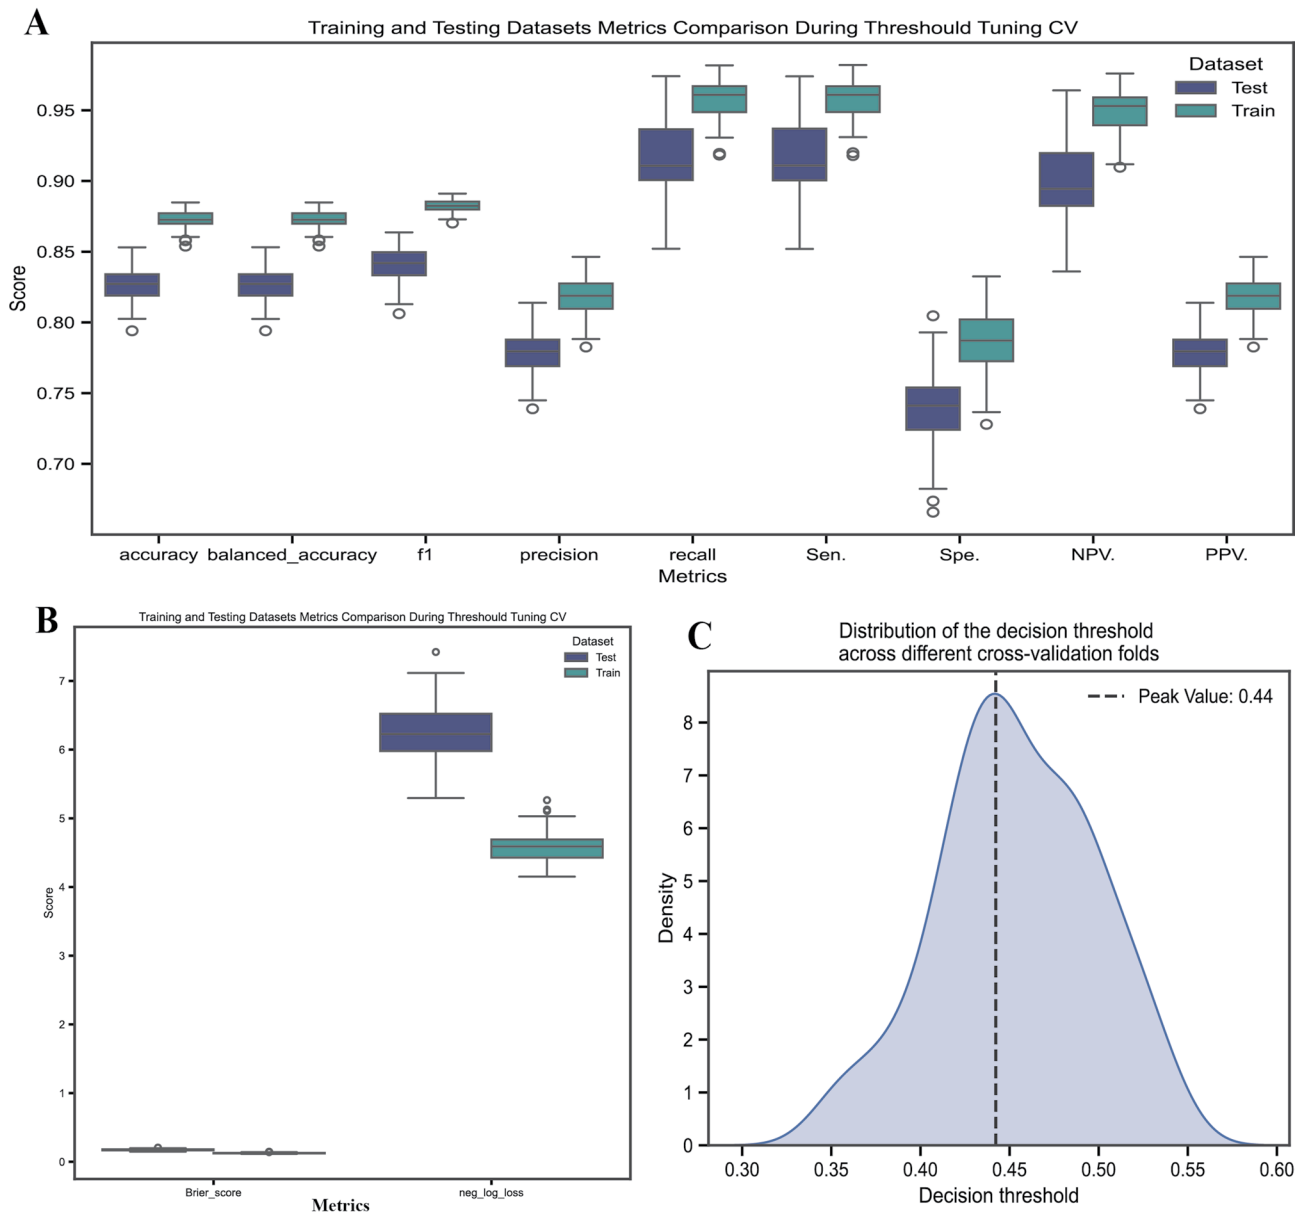 A
Training and Testing Datasets Metrics Comparison During Threshould Tuning CV
Dataset
Test
Train
0.95
0.90
0.85
0.80
0.75
0.70
Score
accuracy balanced_accuracy f1 precision recall Sen. Spe. NPV. PPV.
Metrics
B
Training and Testing Datasets Metrics Comparison During Threshould Tuning CV
Dataset
Test
Train
7
6
5
4
3
2
1
0
Score
Brier_score neg_log_loss
Metrics
C
Distribution of the decision threshold
across different cross-validation folds
Peak Value: 0.44
8
7
6
5
4
3
2
1
0
Density
0.30 0.35 0.40 0.45 0.50 0.55 0.60
Decision threshold